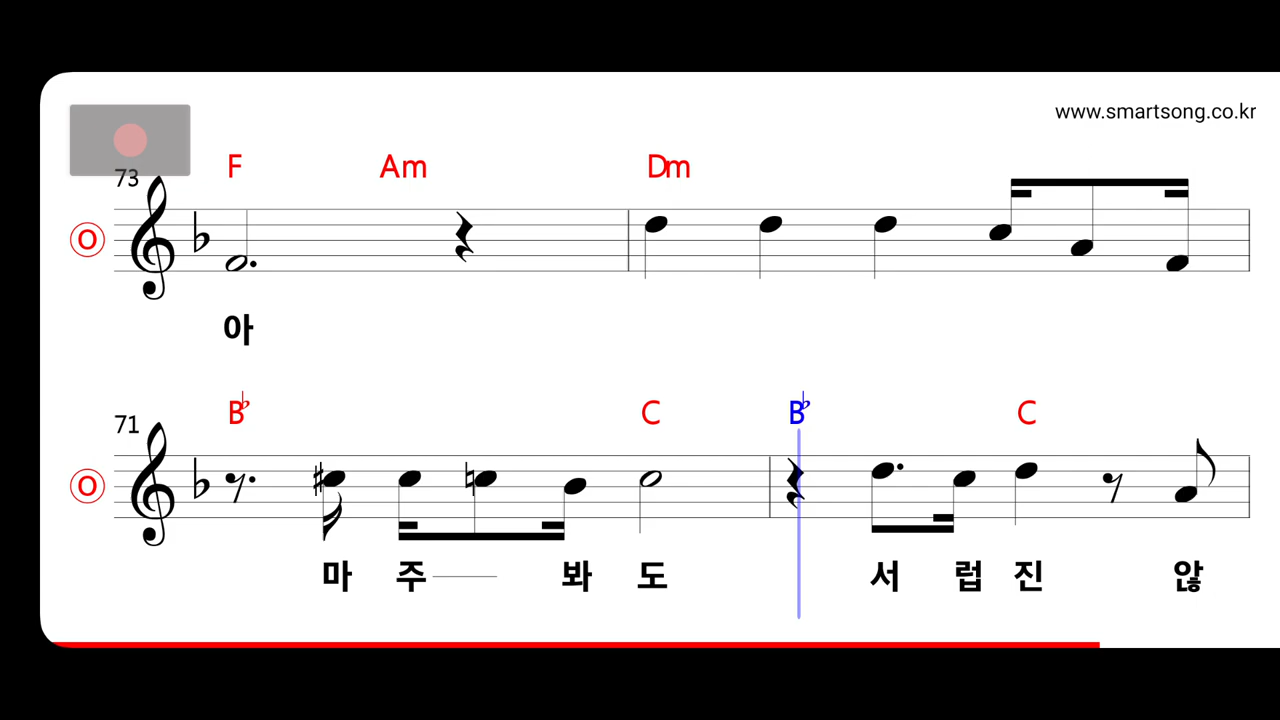 www.smartsong.co.kr
73
F Am Dm
O
아
71
B♭ C B♭ C
O
마 주 봐 도 서 럽 진 않